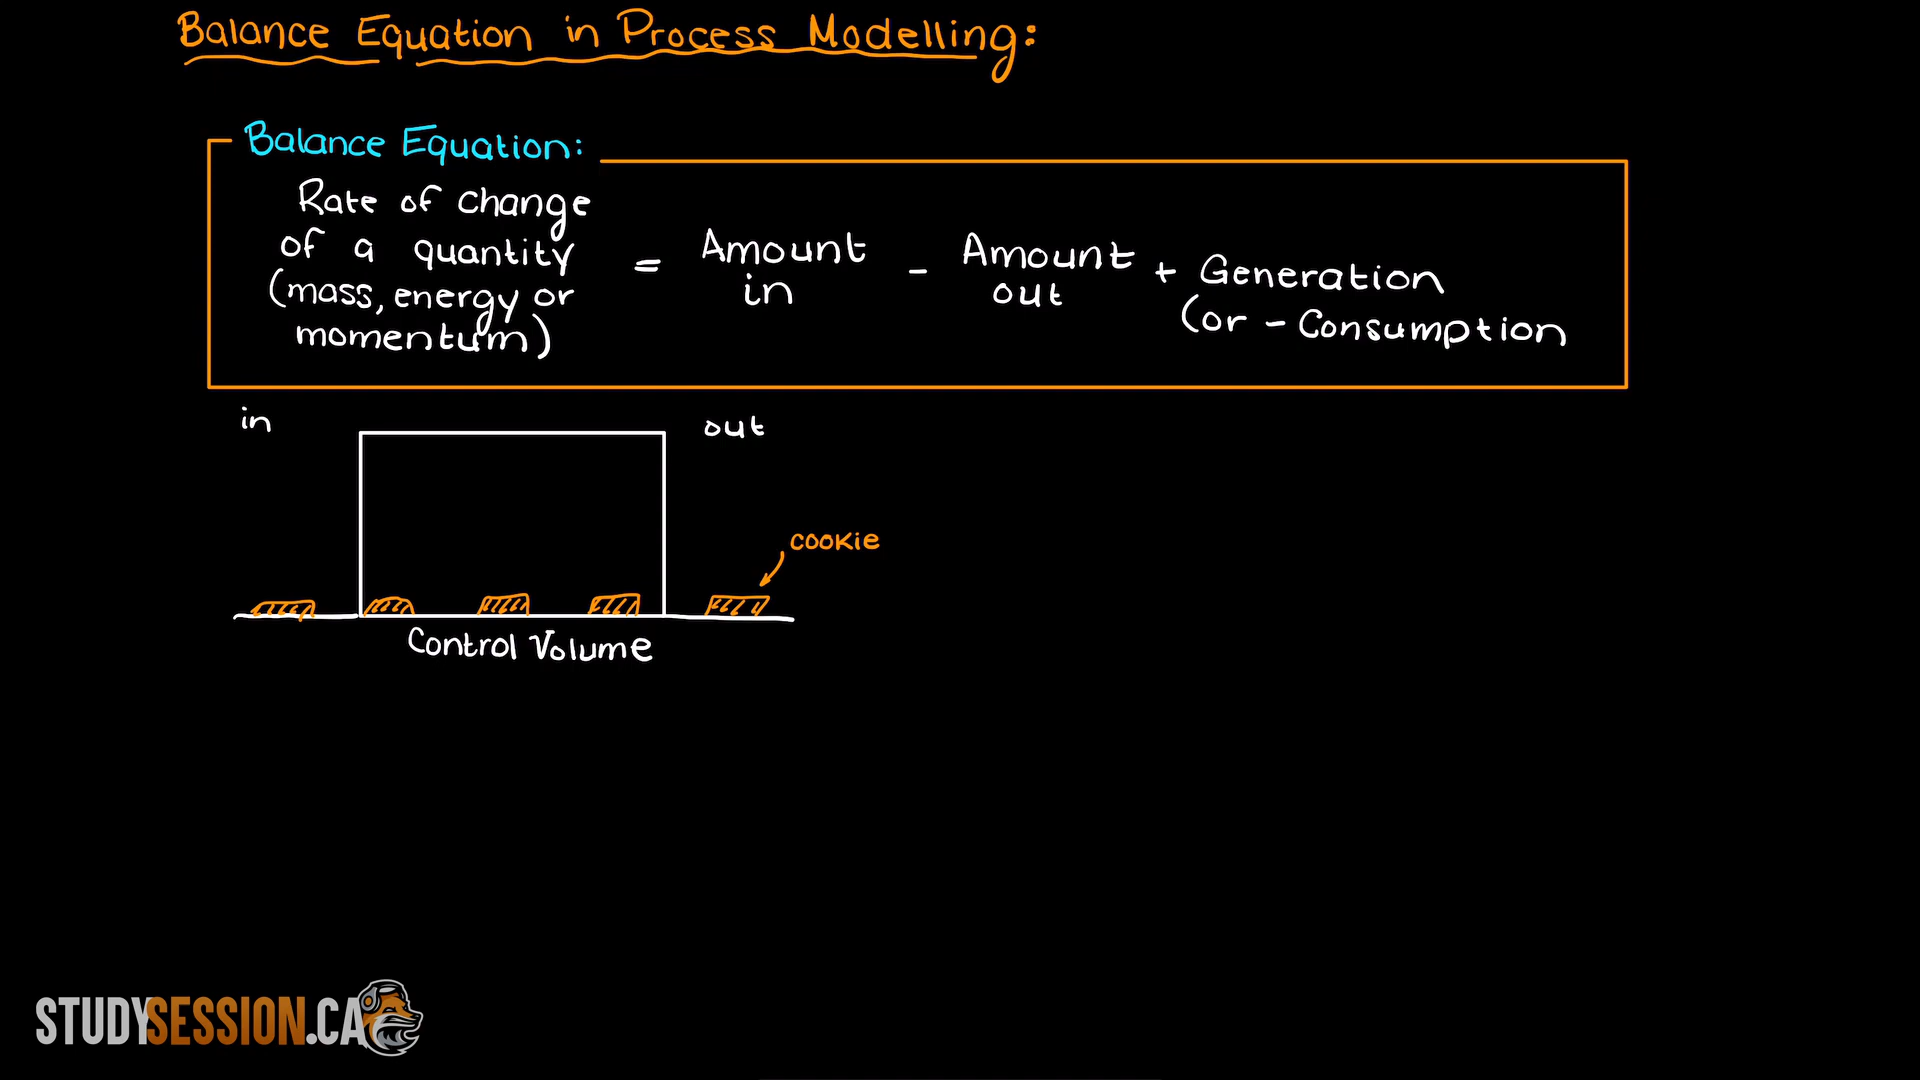 Balance Equation in Process Modelling:
Balance Equation:
Rate of change
of a quantity
(mass, energy or
momentum)
=
Amount
in
-
Amount
out
+ Generation
(or - Consumption
in
out
cookie
Control Volume
STUDYSESSION.CA